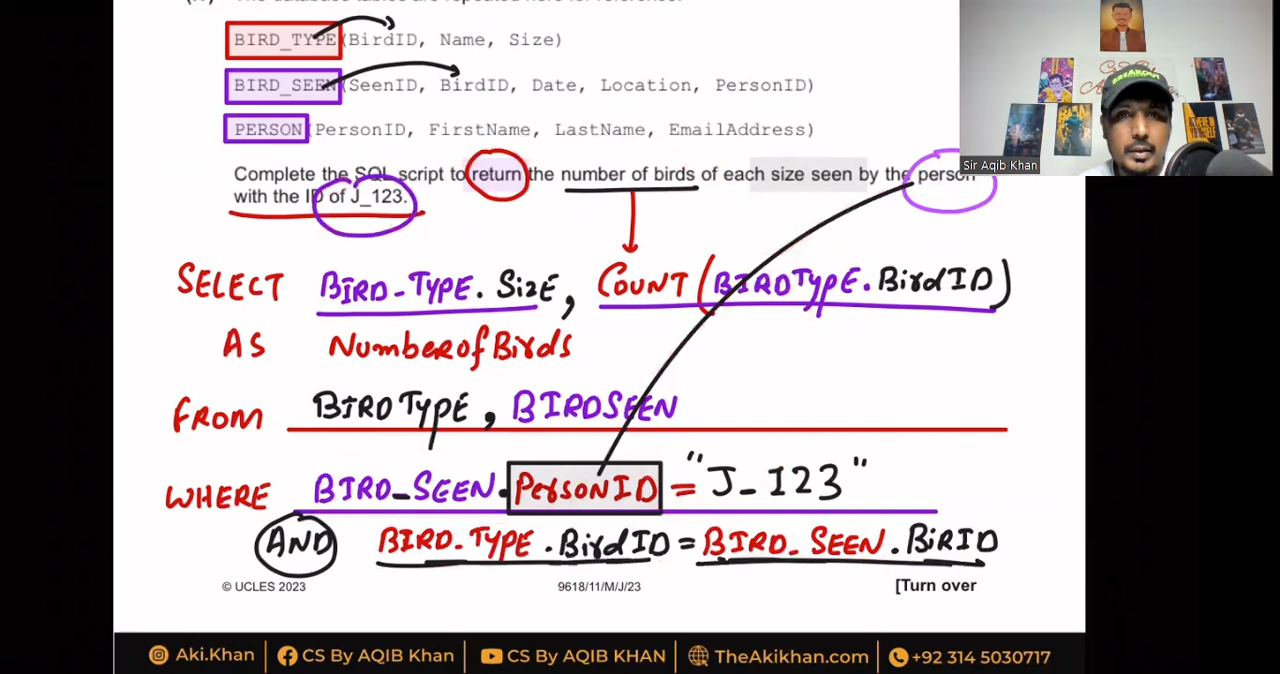 BIRD_TYPE(BirdID, Name, Size)
BIRD_SEEN(SeenID, BirdID, Date, Location, PersonID)
PERSON(PersonID, FirstName, LastName, EmailAddress)
Complete the SQL script to return the number of birds of each size seen by the person
with the ID of J_123.
SELECT BIRD_TYPE.Size, COUNT(BIRDTYPE.BirdID)
AS NumberofBirds
FROM BIRDTYPE, BIRDSEEN
WHERE BIRD_SEEN.PersonID = "J_123"
AND BIRD_TYPE.BirdID = BIRD_SEEN.BirID
© UCLES 2023 9618/11/M/J/23 [Turn over
BREAKOUT
Sir Aqib Khan
Aki.Khan CS By AQIB Khan CS By AQIB KHAN TheAkikhan.com +92 314 5030717